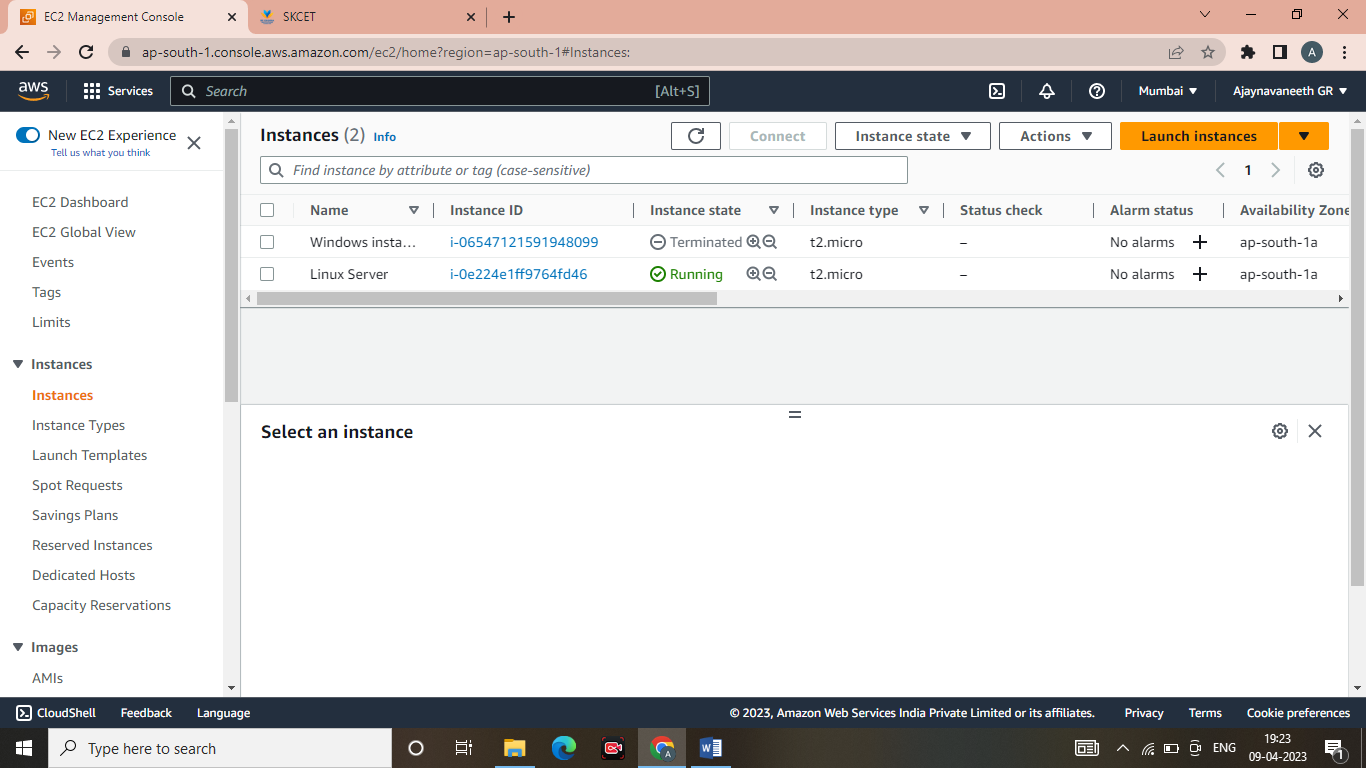 EC2 Management Console
SKCET
ap-south-1.console.aws.amazon.com/ec2/home?region=ap-south-1#Instances:
A
aws
Services
Search
[Alt+S]
Mumbai
Ajaynavaneeth GR
New EC2 Experience
Tell us what you think
EC2 Dashboard
EC2 Global View
Events
Tags
Limits
Instances
Instances
Instance Types
Launch Templates
Spot Requests
Savings Plans
Reserved Instances
Dedicated Hosts
Capacity Reservations
Images
AMIs
Instances (2) Info
Connect
Instance state
Actions
Launch instances
Find instance by attribute or tag (case-sensitive)
1
Name Instance ID Instance state Instance type Status check Alarm status Availability Zone
Windows insta... i-06547121591948099 Terminated t2.micro – No alarms + ap-south-1a
Linux Server i-0e224e1ff9764fd46 Running t2.micro – No alarms + ap-south-1a
Select an instance
CloudShell Feedback Language © 2023, Amazon Web Services India Private Limited or its affiliates. Privacy Terms Cookie preferences
Type here to search
A
W
ENG
19:23
09-04-2023
1